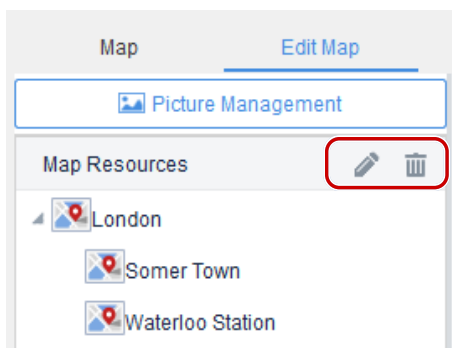 Map Edit Map
Picture Management
Map Resources
London
Somer Town
Waterloo Station